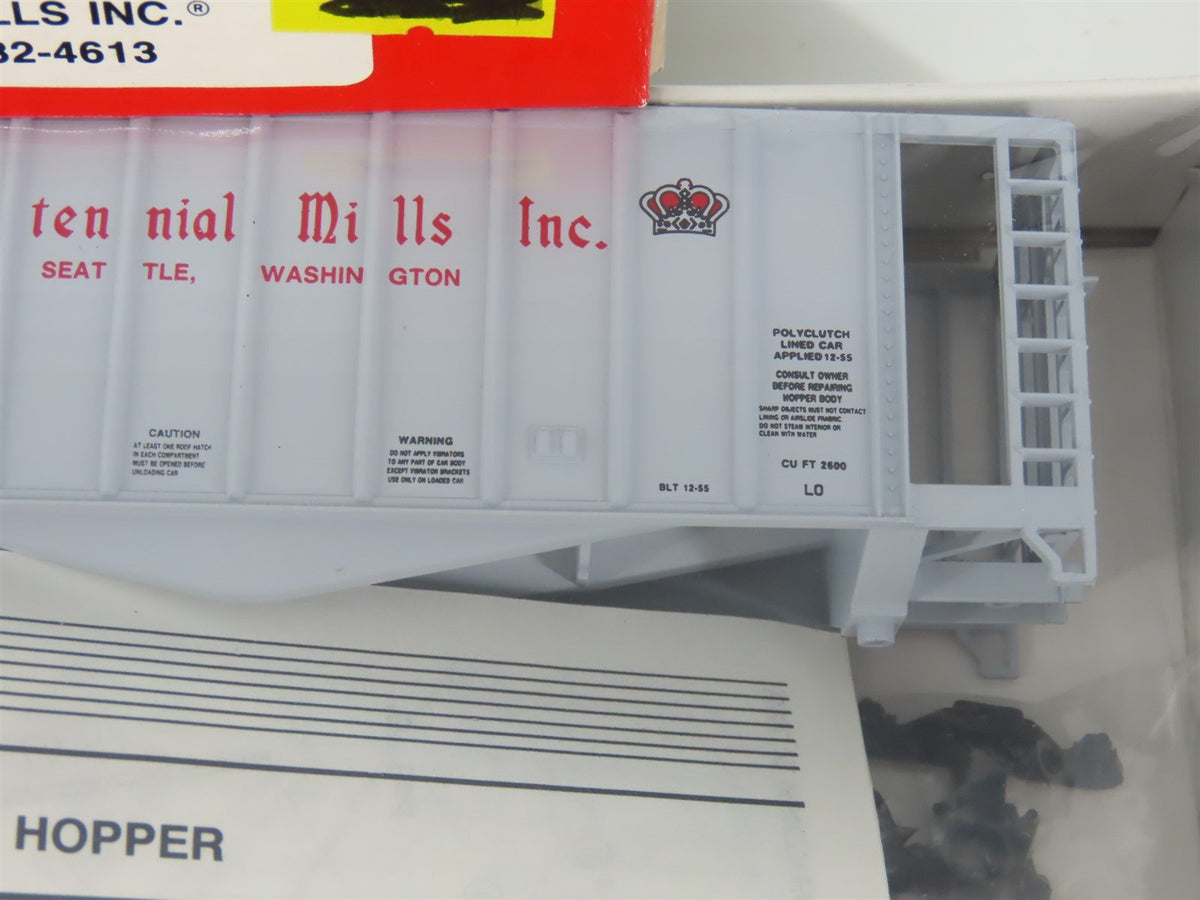 LLS INC.®
32-4613
ten nial Mills Inc.
SEAT TLE, WASHIN GTON
POLYCLUTCH
LINED CAR
APPLIED 12-55
CONSULT OWNER
BEFORE REPAIRING
HOPPER BODY
SHARP OBJECTS MUST NOT CONTACT
LINING OR AIRSLIDE FRABRIC
DO NOT STEAM INTERIOR OR
CLEAN WITH WATER
CAUTION
AT LEAST ONE ROOF HATCH
IN EACH COMPARTMENT
MUST BE OPENED BEFORE
UNLOADING CAR
WARNING
DO NOT APPLY VIBRATORS
TO ANY PART OF CAR BODY
EXCEPT VIBRATOR BRACKETS
USE ONLY ON LOADED CAR
BLT 12-55
CU FT 2600
LO
HOPPER